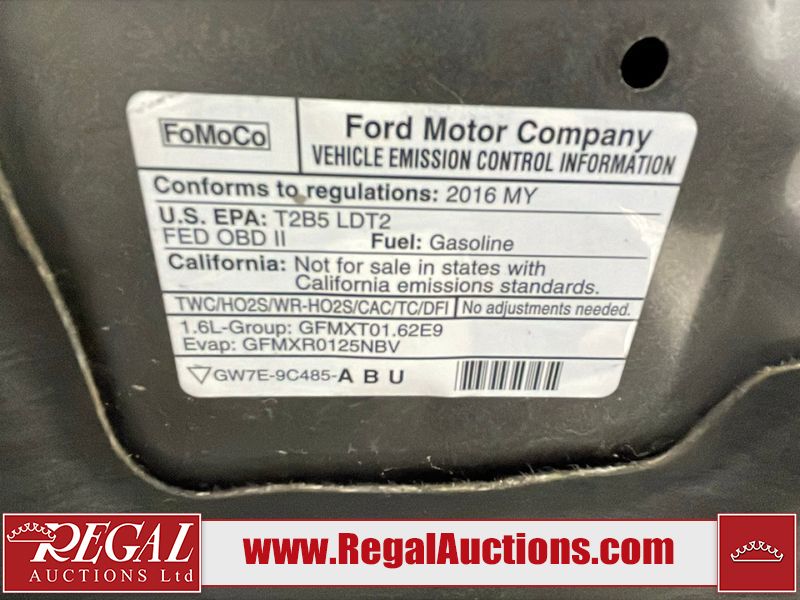 FoMoCo
Ford Motor Company
VEHICLE EMISSION CONTROL INFORMATION
Conforms to regulations: 2016 MY
U.S. EPA: T2B5 LDT2
FED OBD II Fuel: Gasoline
California: Not for sale in states with
California emissions standards.
TWC/HO2S/WR-HO2S/CAC/TC/DFI No adjustments needed.
1.6L-Group: GFMXT01.62E9
Evap: GFMXR0125NBV
GW7E-9C485-A B U
REGAL
AUCTIONS Ltd
www.RegalAuctions.com